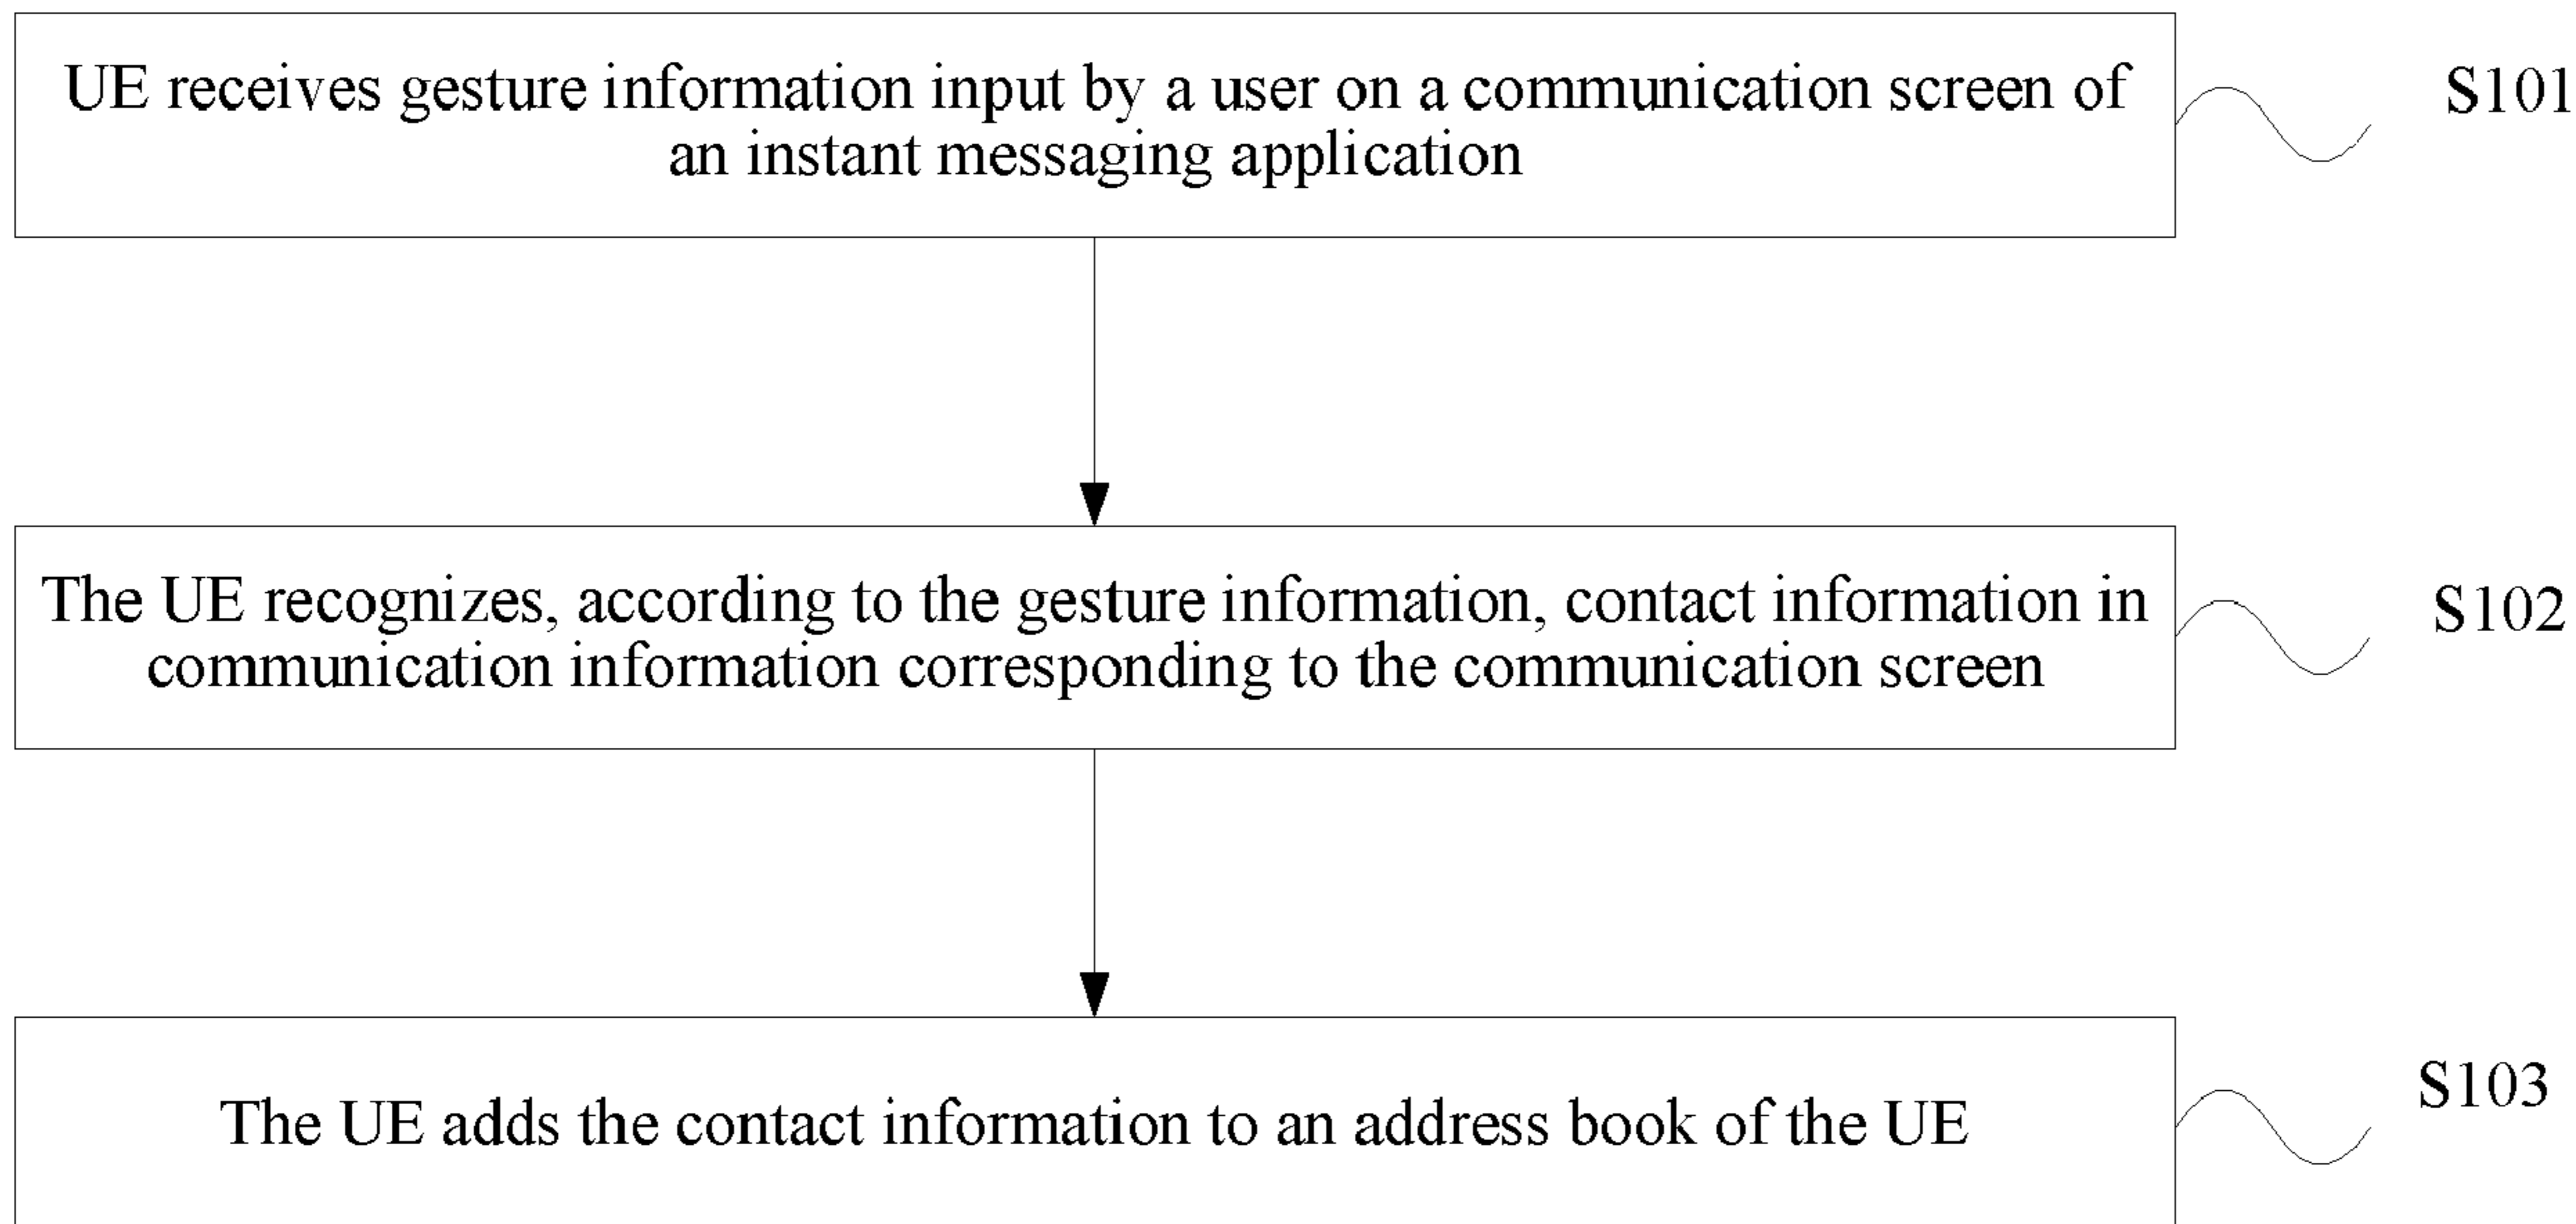 UE receives gesture information input by a user on a communication screen of
an instant messaging application
S101
The UE recognizes, according to the gesture information, contact information in
communication information corresponding to the communication screen
S102
The UE adds the contact information to an address book of the UE
S103